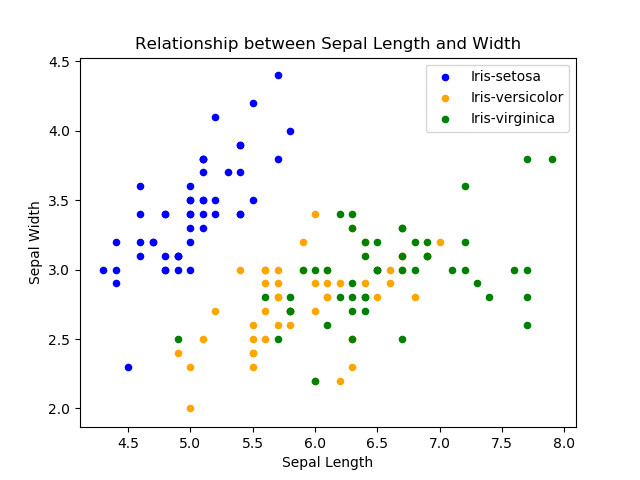 Relationship between Sepal Length and Width
Iris-setosa
Iris-versicolor
Iris-virginica
Sepal Width
4.5
4.0
3.5
3.0
2.5
2.0
4.5 5.0 5.5 6.0 6.5 7.0 7.5 8.0
Sepal Length